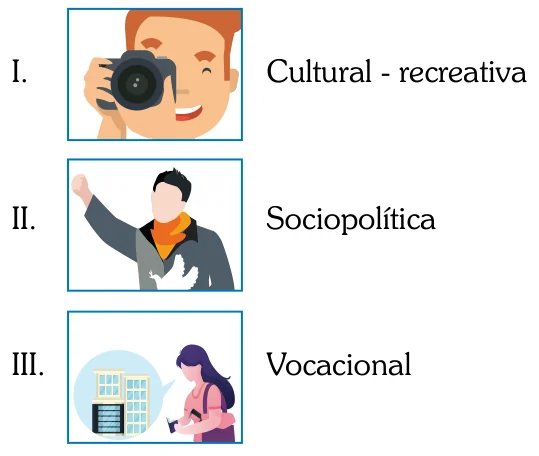 I. Cultural - recreativa
II. Sociopolítica
III. Vocacional